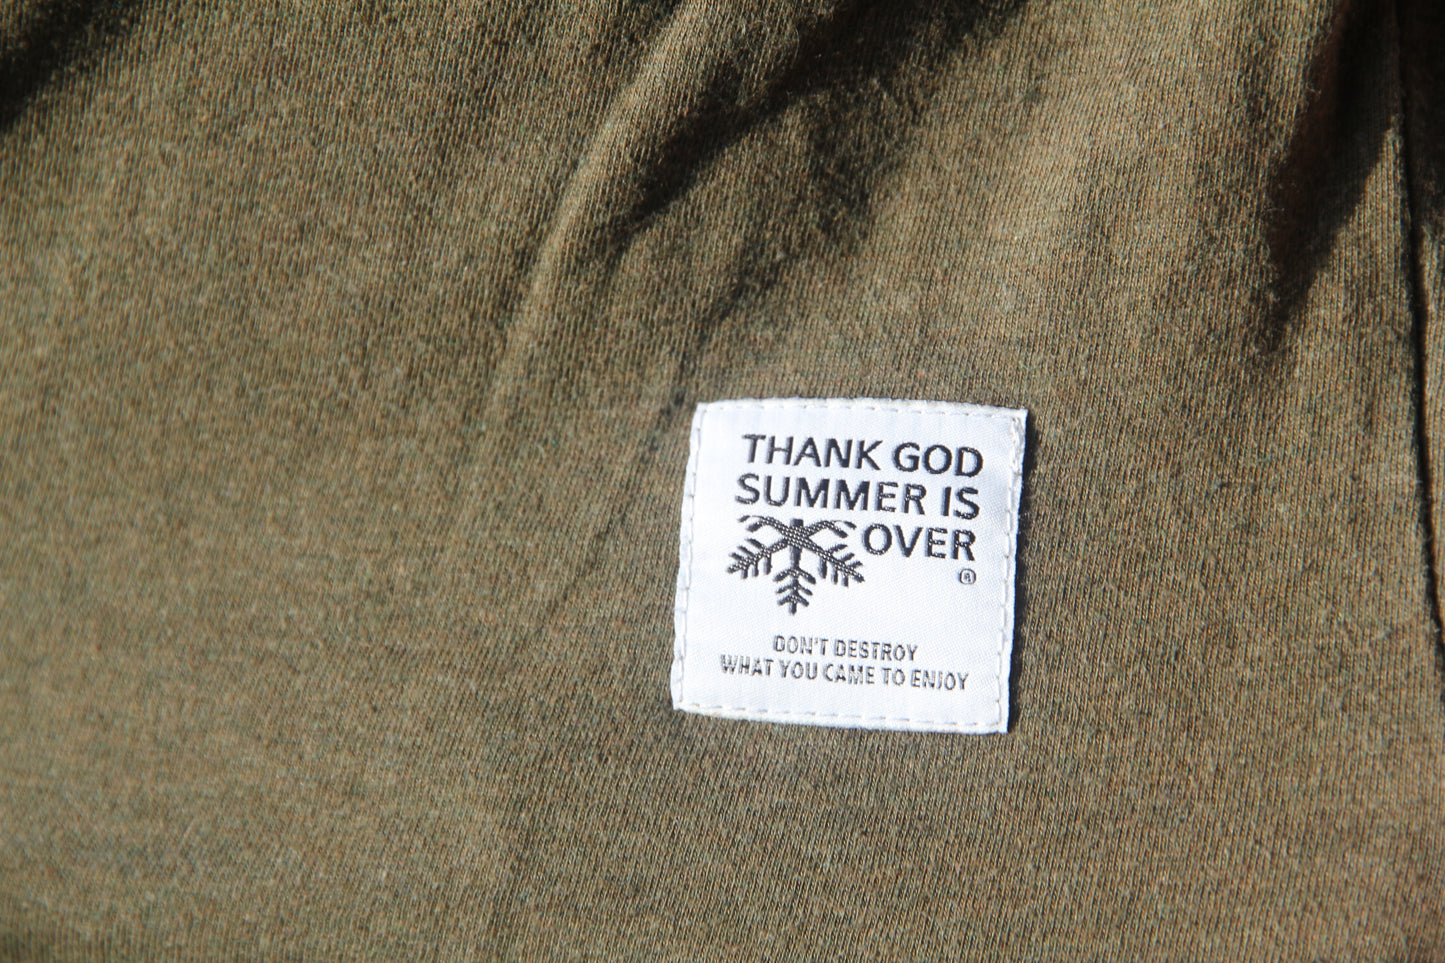 THANK GOD
SUMMER IS
OVER
®
DON'T DESTROY
WHAT YOU CAME TO ENJOY